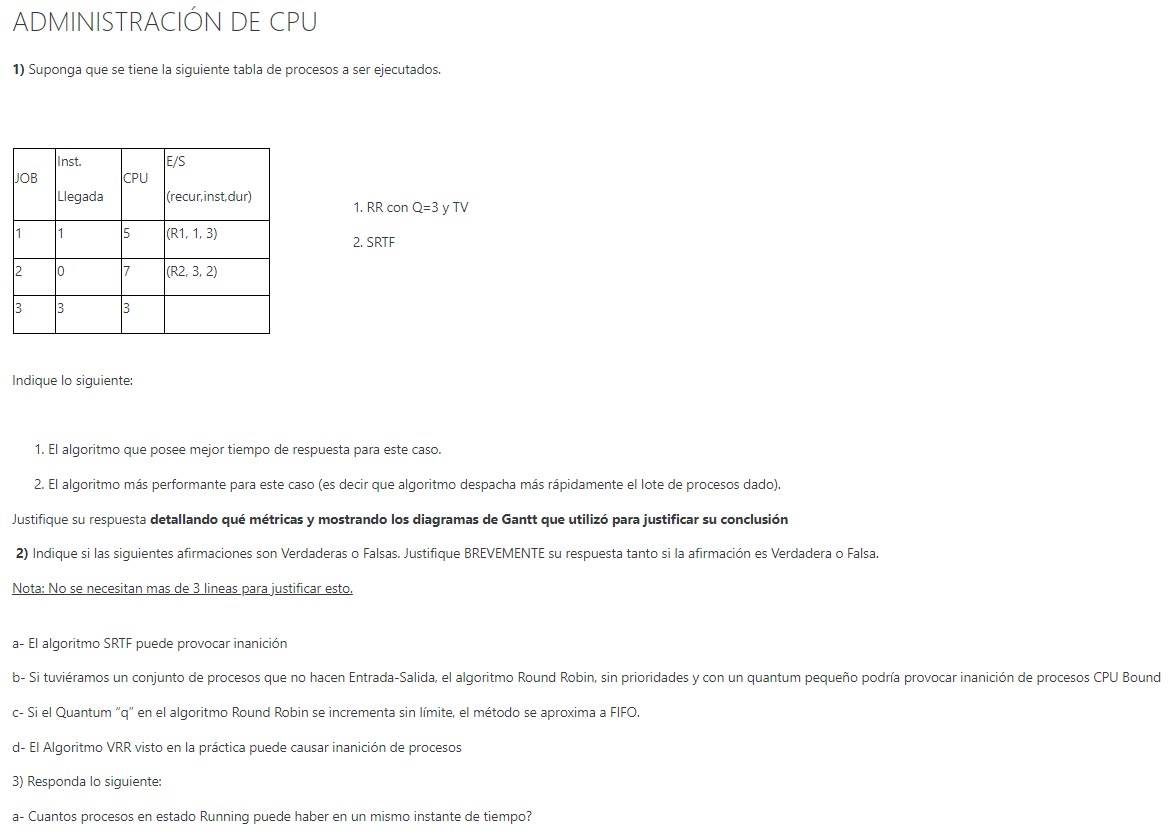 ADMINISTRACIÓN DE CPU
1) Suponga que se tiene la siguiente tabla de procesos a ser ejecutados.
JOB
Inst.
Llegada
CPU
E/S
(recur,inst,dur)
1
1
5
(R1, 1, 3)
2
0
7
(R2, 3, 2)
3
3
3
1. RR con Q=3 y TV
2. SRTF
Indique lo siguiente:
1. El algoritmo que posee mejor tiempo de respuesta para este caso.
2. El algoritmo más performante para este caso (es decir que algoritmo despacha más rápidamente el lote de procesos dado).
Justifique su respuesta detallando qué métricas y mostrando los diagramas de Gantt que utilizó para justificar su conclusión
2) Indique si las siguientes afirmaciones son Verdaderas o Falsas. Justifique BREVEMENTE su respuesta tanto si la afirmación es Verdadera o Falsa.
Nota: No se necesitan mas de 3 lineas para justificar esto.
a- El algoritmo SRTF puede provocar inanición
b- Si tuviéramos un conjunto de procesos que no hacen Entrada-Salida, el algoritmo Round Robin, sin prioridades y con un quantum pequeño podría provocar inanición de procesos CPU Bound
c- Si el Quantum “q” en el algoritmo Round Robin se incrementa sin límite, el método se aproxima a FIFO.
d- El Algoritmo VRR visto en la práctica puede causar inanición de procesos
3) Responda lo siguiente:
a- Cuantos procesos en estado Running puede haber en un mismo instante de tiempo?